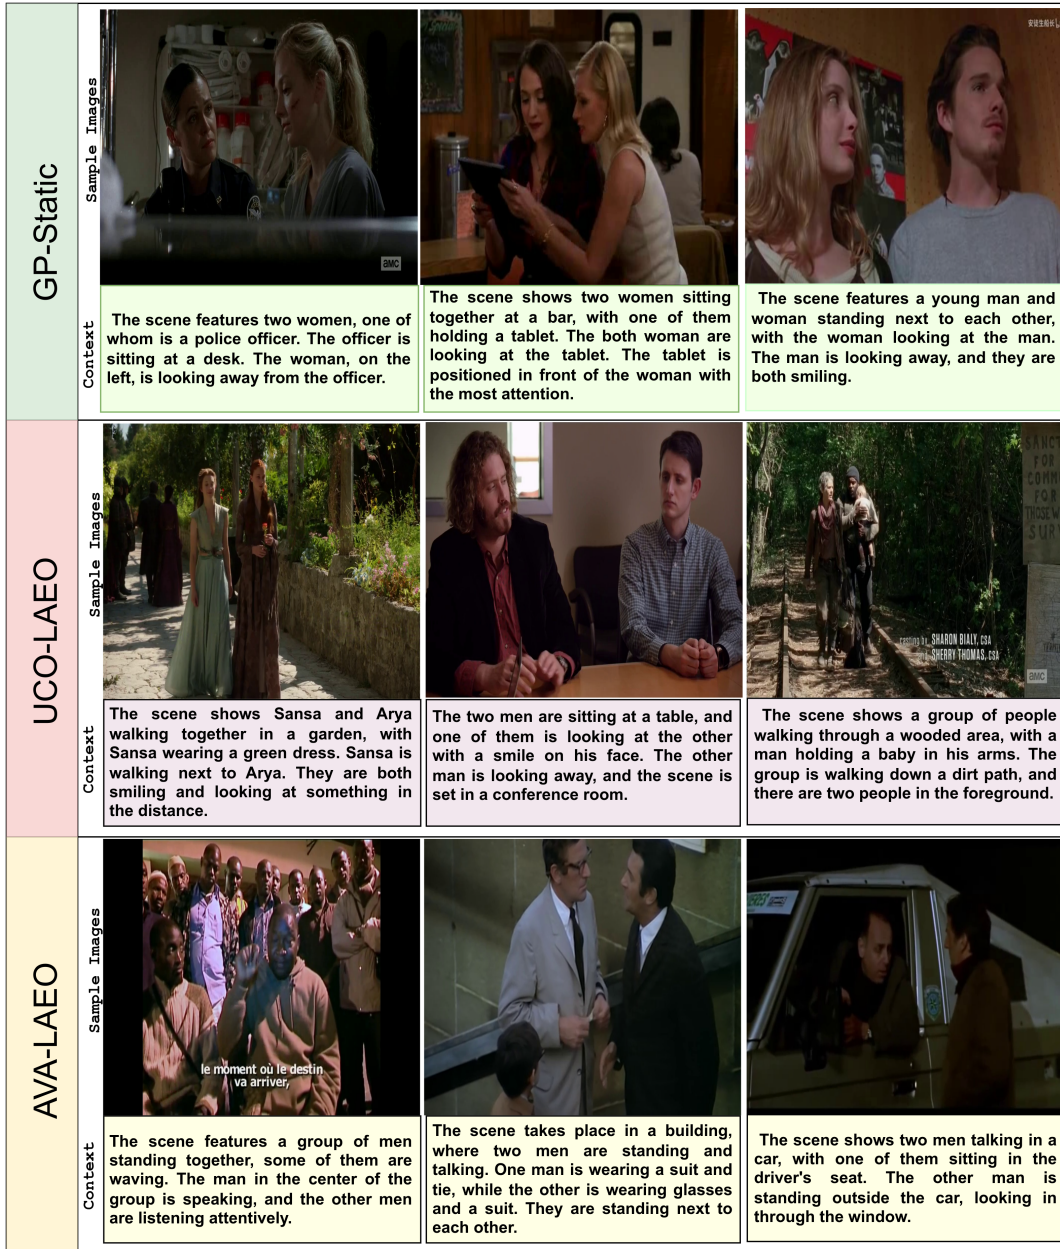 GP-Static
Sample Images
安徒生船长
aMC
Context
The scene features two women, one of
whom is a police officer. The officer is
sitting at a desk. The woman, on the
left, is looking away from the officer.
The scene shows two women sitting
together at a bar, with one of them
holding a tablet. The both woman are
looking at the tablet. The tablet is
positioned in front of the woman with
the most attention.
The scene features a young man and
woman standing next to each other,
with the woman looking at the man.
The man is looking away, and they are
both smiling.
UCO-LAEO
Sample Images
SANCT
FOR
COMM
FOR
THOSE W
SUR
casting by SHARON BIALY, CSA
SHERRY THOMAS, CSA
aMC
Context
The scene shows Sansa and Arya
walking together in a garden, with
Sansa wearing a green dress. Sansa is
walking next to Arya. They are both
smiling and looking at something in
the distance.
The two men are sitting at a table, and
one of them is looking at the other
with a smile on his face. The other
man is looking away, and the scene is
set in a conference room.
The scene shows a group of people
walking through a wooded area, with a
man holding a baby in his arms. The
group is walking down a dirt path, and
there are two people in the foreground.
AVA-LAEO
Sample Images
le moment où le destin
va arriver,
Context
The scene features a group of men
standing together, some of them are
waving. The man in the center of the
group is speaking, and the other men
are listening attentively.
The scene takes place in a building,
where two men are standing and
talking. One man is wearing a suit and
tie, while the other is wearing glasses
and a suit. They are standing next to
each other.
The scene shows two men talking in a
car, with one of them sitting in the
driver's seat. The other man is
standing outside the car, looking in
through the window.